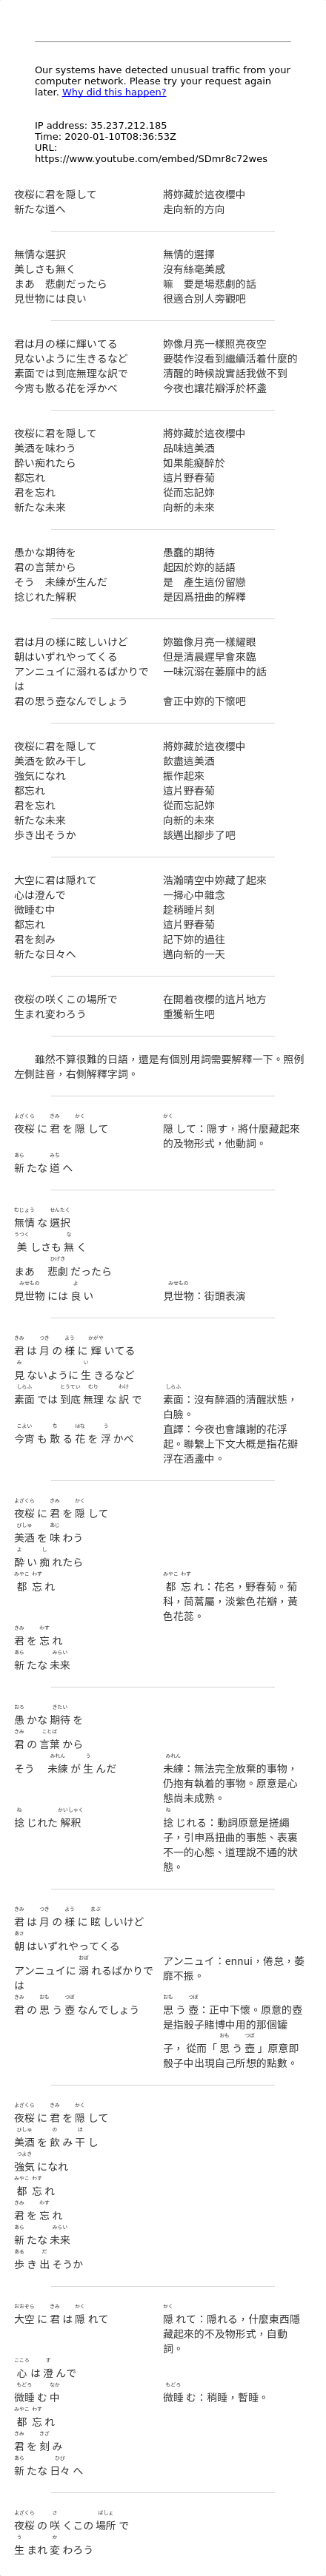 Our systems have detected unusual traffic from your
computer network. Please try your request again
later. Why did this happen?
IP address: 35.237.212.185
Time: 2020-01-10T08:36:53Z
URL:
https://www.youtube.com/embed/SDmr8c72wes
夜桜に君を隠して 將妳藏於這夜櫻中
新たな道へ 走向新的方向
無情な選択 無情的選擇
美しさも無く 沒有絲毫美感
まあ　悲劇だったら 嘛　要是場悲劇的話
見世物には良い 很適合別人旁觀吧
君は月の様に輝いてる 妳像月亮一樣照亮夜空
見ないように生きるなど 要裝作沒看到繼續活着什麼的
素面では到底無理な訳で 清醒的時候說實話我做不到
今宵も散る花を浮かべ 今夜也讓花瓣浮於杯盞
夜桜に君を隠して 將妳藏於這夜櫻中
美酒を味わう 品味這美酒
酔い痴れたら 如果能癡醉於
都忘れ 這片野春菊
君を忘れ 從而忘記妳
新たな未来 向新的未來
愚かな期待を 愚蠢的期待
君の言葉から 起因於妳的話語
そう　未練が生んだ 是　產生這份留戀
捻じれた解釈 是因爲扭曲的解釋
君は月の様に眩しいけど 妳雖像月亮一樣耀眼
朝はいずれやってくる 但是清晨遲早會來臨
アンニュイに溺れるばかりで 一味沉溺在萎靡中的話
は
君の思う壺なんでしょう 會正中妳的下懷吧
夜桜に君を隠して 將妳藏於這夜櫻中
美酒を飲み干し 飲盡這美酒
強気になれ 振作起來
都忘れ 這片野春菊
君を忘れ 從而忘記妳
新たな未来 向新的未來
歩き出そうか 該邁出腳步了吧
大空に君は隠れて 浩瀚晴空中妳藏了起來
心は澄んで 一掃心中雜念
微睡む中 趁稍睡片刻
都忘れ 這片野春菊
君を刻み 記下妳的過往
新たな日々へ 邁向新的一天
夜桜の咲くこの場所で 在開着夜櫻的這片地方
生まれ変わろう 重獲新生吧
雖然不算很難的日語，還是有個別用詞需要解釋一下。照例
左側註音，右側解釋字詞。
よざくら きみ かく かく
夜桜 に 君 を 隠 して 隠 して：隠す，將什麼藏起來
的及物形式，他動詞。
あら みち
新 たな 道 へ
むじょう せんたく
無情 な 選択
うつく な
美 しさも 無 く
ひげき
まあ　悲劇 だったら
みせもの よ みせもの
見世物 には 良 い 見世物：街頭表演
きみ つき よう かがや
君 は 月 の 様 に 輝 いてる
み い
見 ないように 生 きるなど
しらふ とうてい むり わけ しらふ
素面 では 到底 無理 な 訳 で 素面：沒有醉酒的清醒狀態，
白臉。
こよい ち はな う
今宵 も 散 る 花 を 浮 かべ 直譯：今夜也會讓謝的花浮
起。聯繫上下文大概是指花瓣
浮在酒盞中。
よざくら きみ かく
夜桜 に 君 を 隠 して
びしゅ あじ
美酒 を 味 わう
よ し
酔 い 痴 れたら
みやこ わす みやこ わす
都 忘 れ 都 忘 れ：花名，野春菊。菊
科，茼蒿屬，淡紫色花瓣，黃
色花蕊。
きみ わす
君 を 忘 れ
あら みらい
新 たな 未来
おろ きたい
愚 かな 期待 を
きみ ことば
君 の 言葉 から
みれん う みれん
そう　未練 が 生 んだ 未練：無法完全放棄的事物，
仍抱有執着的事物。原意是心
態尚未成熟。
ね かいしゃく ね
捻 じれた 解釈 捻 じれる：動詞原意是搓繩
子，引申爲扭曲的事態、表裏
不一的心態、道理說不通的狀
態。
きみ つき よう まぶ
君 は 月 の 様 に 眩 しいけど
あさ
朝 はいずれやってくる
おぼ
アンニュイに 溺 れるばかりで アンニュイ：ennui，倦怠，萎
は 靡不振。
きみ おも つぼ おも つぼ
君 の 思 う 壺 なんでしょう 思 う 壺：正中下懷。原意的壺
是指骰子賭博中用的那個罐
おも つぼ
子， 從而「 思 う 壺 」原意即
骰子中出現自己所想的點數。
よざくら きみ かく
夜桜 に 君 を 隠 して
びしゅ の ほ
美酒 を 飲 み 干 し
つよき
強気 になれ
みやこ わす
都 忘 れ
きみ わす
君 を 忘 れ
あら みらい
新 たな 未来
ある だ
歩 き 出 そうか
おおぞら きみ かく かく
大空 に 君 は 隠 れて 隠 れて：隠れる，什麼東西隱
藏起來的不及物形式，自動
詞。
こころ す
心 は 澄 んで
まどろ なか まどろ
微睡 む 中 微睡 む：稍睡，暫睡。
みやこ わす
都 忘 れ
きみ きざ
君 を 刻 み
あら ひび
新 たな 日々 へ
よざくら さ ばしょ
夜桜 の 咲 くこの 場所 で
う か
生 まれ 変 わろう